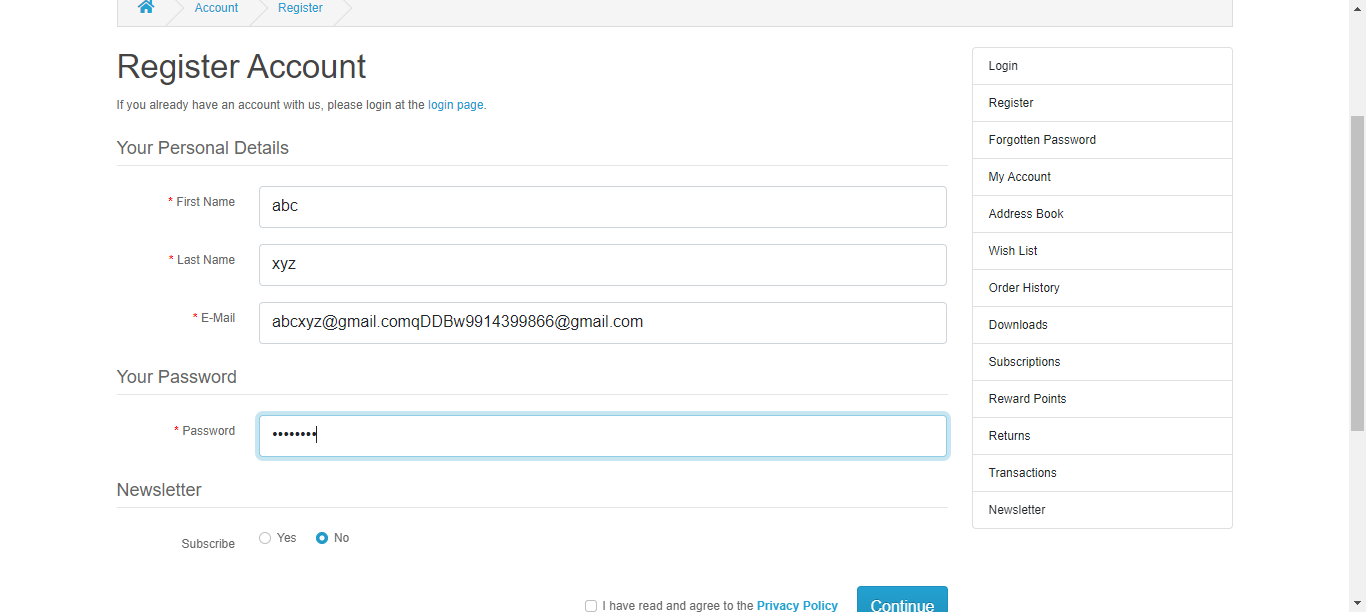 Account Register
Register Account
If you already have an account with us, please login at the login page.
Your Personal Details
* First Name abc
* Last Name xyz
* E-Mail abcxyz@gmail.comqDDBw9914399866@gmail.com
Your Password
* Password ••••••••
Newsletter
Subscribe Yes No
I have read and agree to the Privacy Policy Continue
Login
Register
Forgotten Password
My Account
Address Book
Wish List
Order History
Downloads
Subscriptions
Reward Points
Returns
Transactions
Newsletter